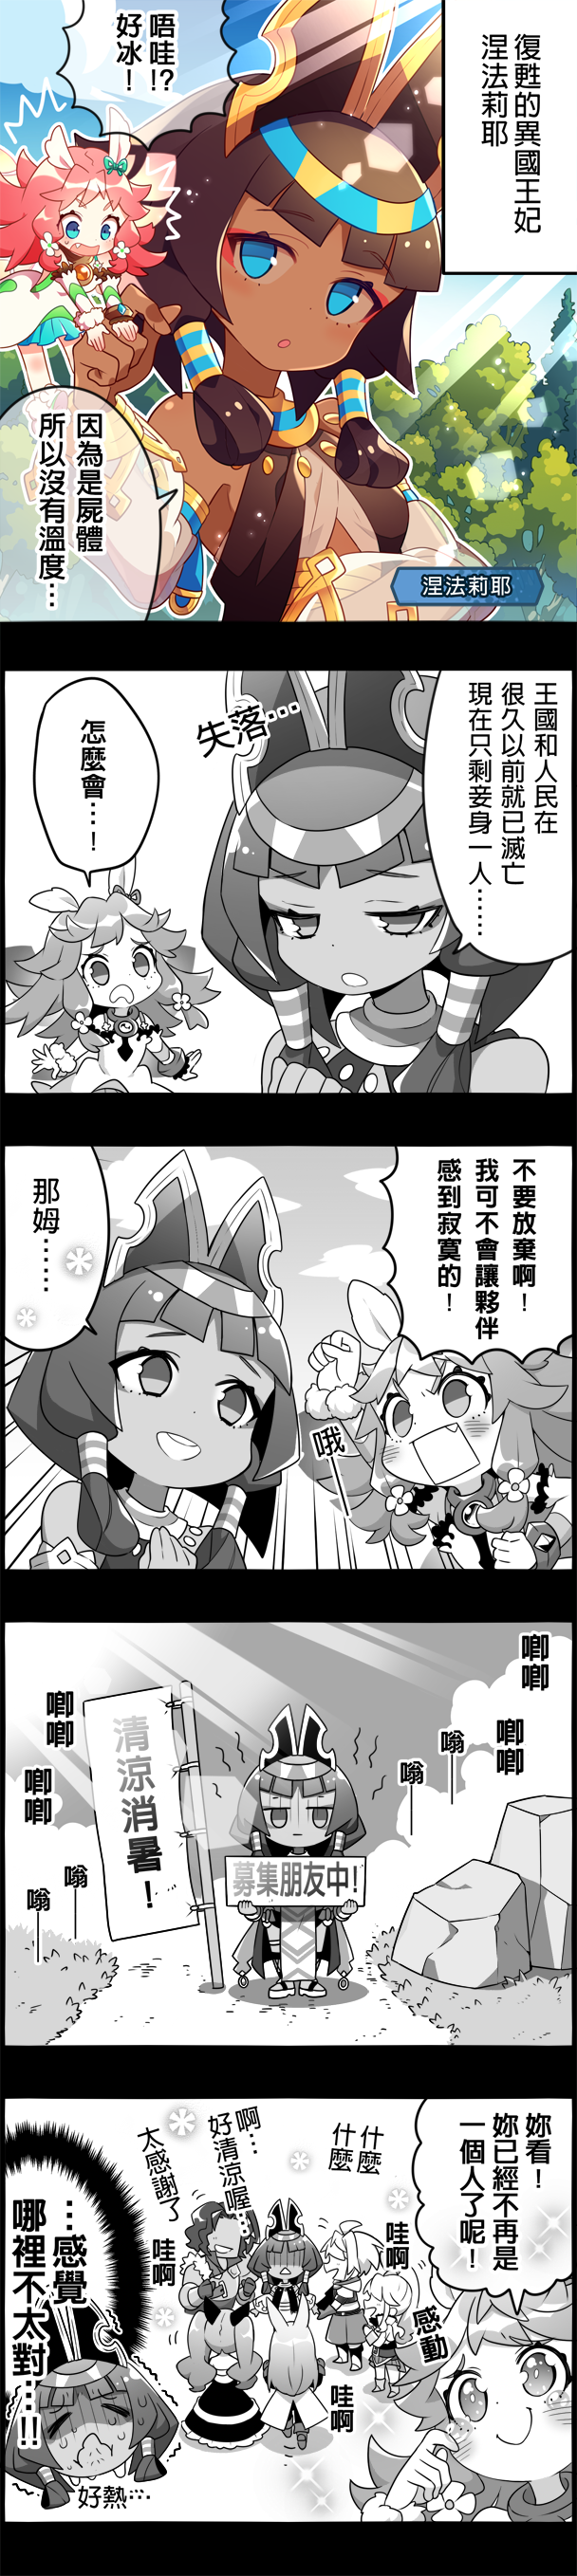 復甦的異國王妃
涅法莉耶
唔哇!?
好冰！
因為是屍體
所以沒有溫度…
涅法莉耶
王國和人民在
很久以前就已滅亡
現在只剩妾身一人……
失落…
怎麼會…！
不要放棄啊！
我可不會讓夥伴
感到寂寞的！
那姆……
哦——
唧唧
唧唧
嗡——
嗡——
清涼消暑！
募集朋友中!
唧唧
唧唧
嗡——
嗡——
妳看！
妳已經不再是
一個人了呢！
感動
什麼
什麼
哇啊
啊…
好清涼喔…
太感謝了
哇啊
哇啊
…感覺
哪裡不太對…!!
好熱…